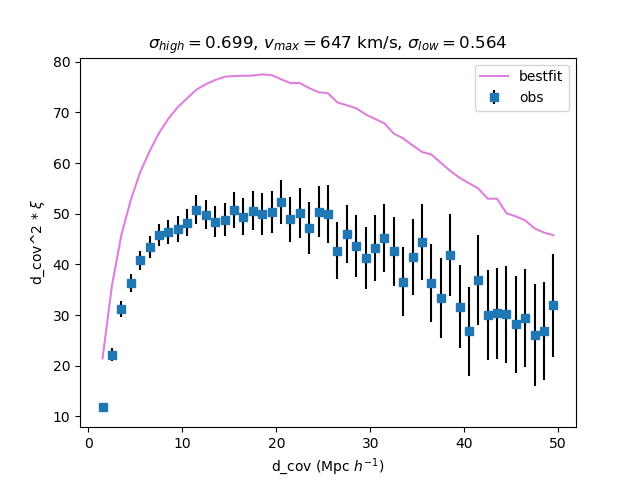 σ_high = 0.699, v_max = 647 km/s, σ_low = 0.564
bestfit
obs
d_cov^2 * ξ
80
70
60
50
40
30
20
10
0 10 20 30 40 50
d_cov (Mpc h⁻¹)